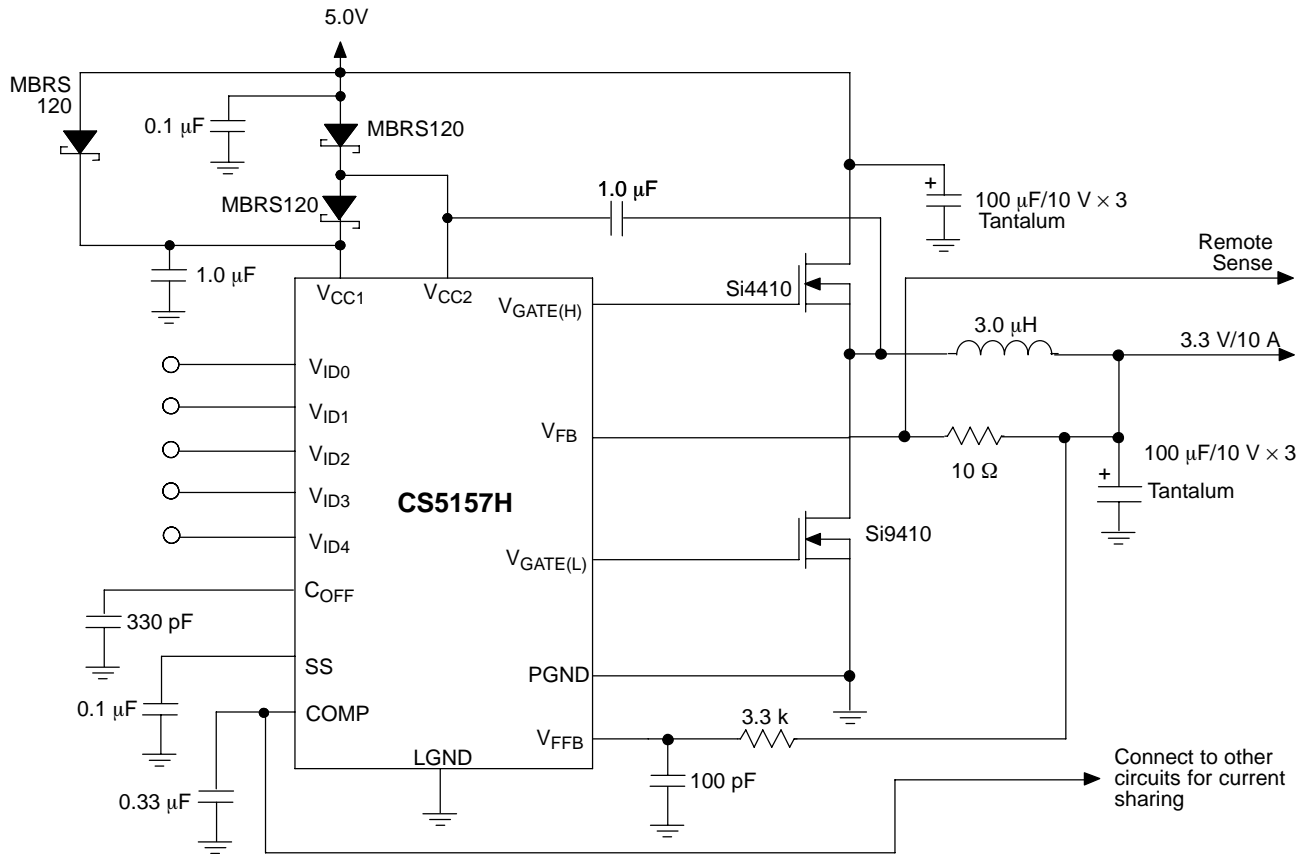 5.0V
MBRS
120
0.1 μF
MBRS120
MBRS120
1.0 μF
1.0 μF
+
100 μF/10 V × 3
Tantalum
Remote
Sense
VCC1
VCC2
VGATE(H)
Si4410
3.0 μH
3.3 V/10 A
VID0
VID1
VID2
VID3
VID4
CS5157H
VFB
10 Ω
+
100 μF/10 V × 3
Tantalum
VGATE(L)
Si9410
COFF
330 pF
SS
0.1 μF
COMP
0.33 μF
LGND
PGND
VFFB
3.3 k
100 pF
Connect to other
circuits for current
sharing